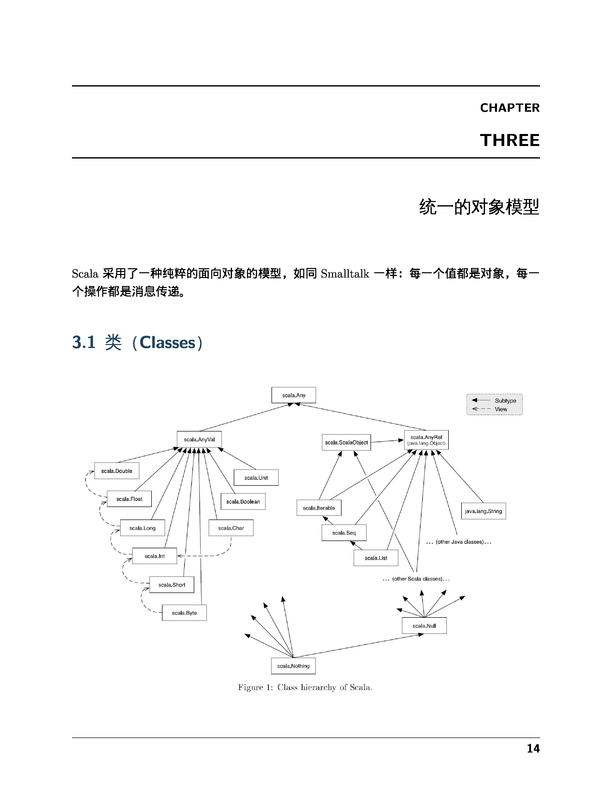 CHAPTER
THREE
统一的对象模型
Scala 采用了一种纯粹的面向对象的模型，如同 Smalltalk 一样：每一个值都是对象，每一
个操作都是消息传递。
3.1 类（Classes）
scala.Any
Subtype
View
scala.AnyVal
scala.ScalaObject
scala.AnyRef
(java.lang.Object)
scala.Double
scala.Unit
scala.Float
scala.Boolean
scala.Iterable
java.lang.String
scala.Long
scala.Char
scala.Seq
... (other Java classes)...
scala.Int
scala.List
... (other Scala classes)...
scala.Short
scala.Byte
scala.Null
scala.Nothing
Figure 1: Class hierarchy of Scala.
14